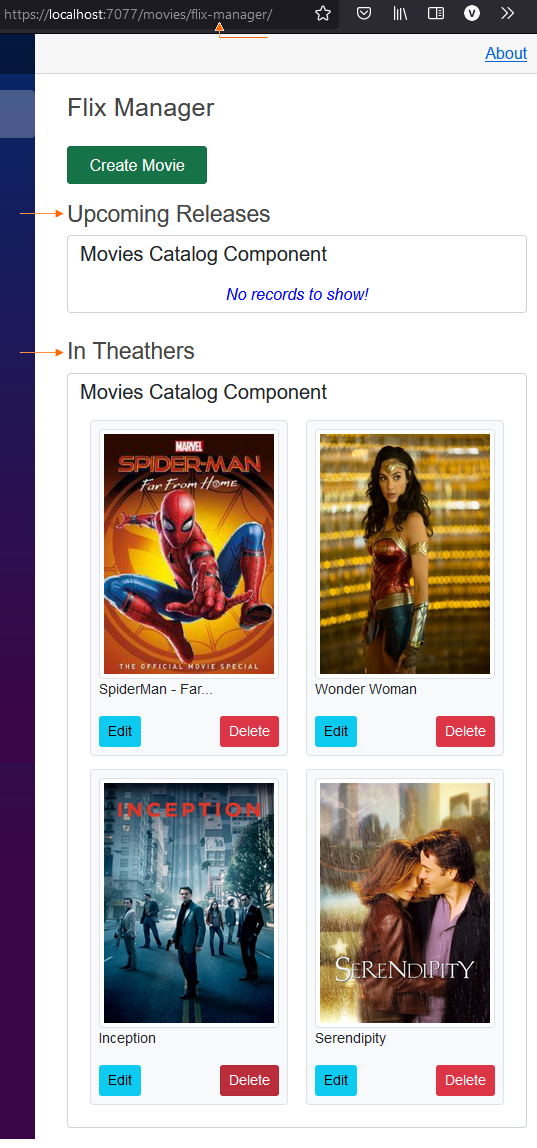 https://localhost:7077/movies/flix-manager/
V
About
Flix Manager
Create Movie
Upcoming Releases
Movies Catalog Component
No records to show!
In Theathers
Movies Catalog Component
MARVEL
SPIDER-MAN
Far From Home
THE OFFICIAL MOVIE SPECIAL
SpiderMan - Far...
Wonder Woman
Edit
Delete
Edit
Delete
INCEPTION
SERENDIPITY
Inception
Serendipity
Edit
Delete
Edit
Delete